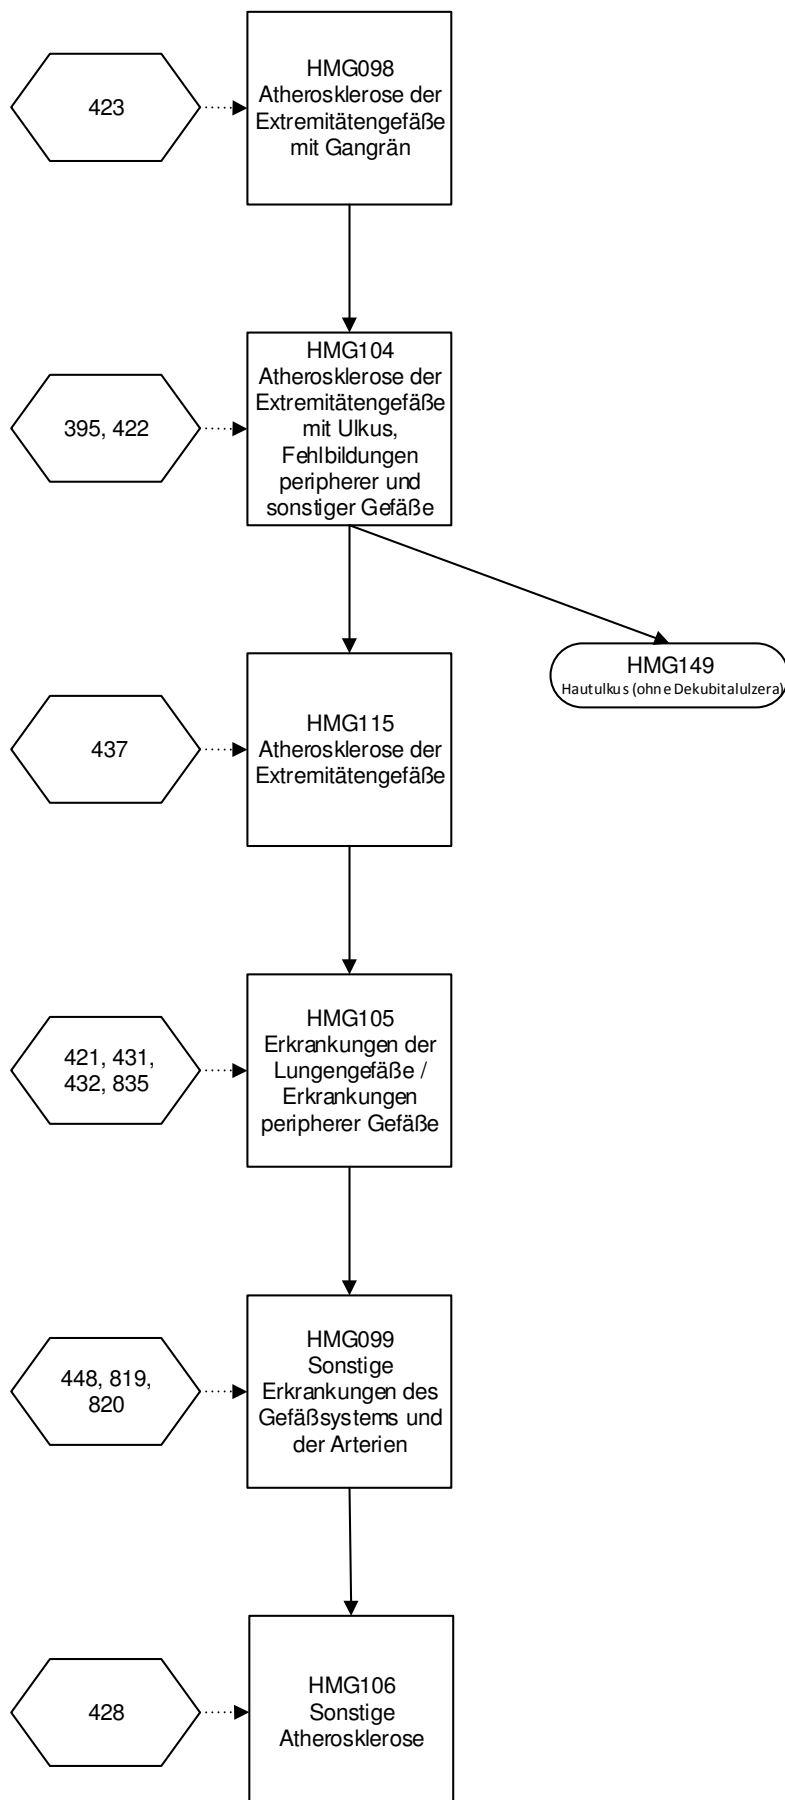 423
HMG098
Atherosklerose der
Extremitätengefäße
mit Gangrän
395, 422
HMG104
Atherosklerose der
Extremitätengefäße
mit Ulkus,
Fehlbildungen
peripherer und
sonstiger Gefäße
HMG149
Hautulkus (ohne Dekubitalulzera)
437
HMG115
Atherosklerose der
Extremitätengefäße
421, 431,
432, 835
HMG105
Erkrankungen der
Lungengefäße /
Erkrankungen
peripherer Gefäße
448, 819,
820
HMG099
Sonstige
Erkrankungen des
Gefäßsystems und
der Arterien
428
HMG106
Sonstige
Atherosklerose